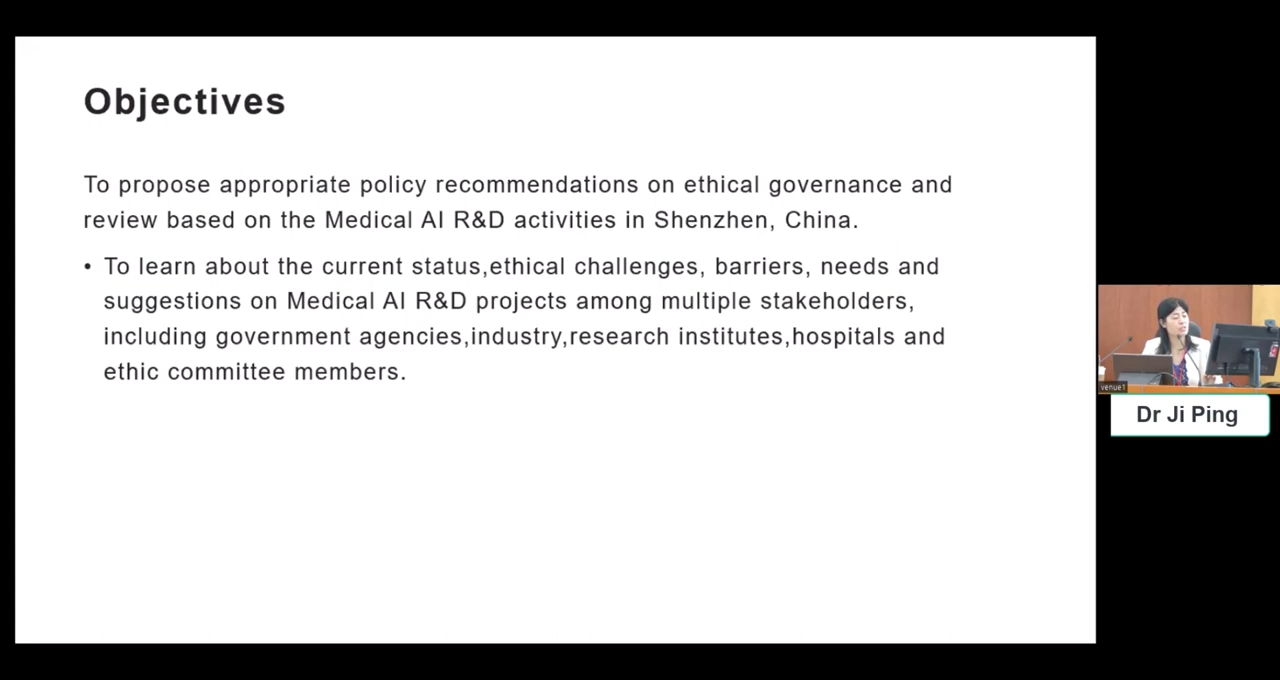 Objectives
To propose appropriate policy recommendations on ethical governance and
review based on the Medical AI R&D activities in Shenzhen, China.
• To learn about the current status,ethical challenges, barriers, needs and
suggestions on Medical AI R&D projects among multiple stakeholders,
including government agencies,industry,research institutes,hospitals and
ethic committee members.
venue1
Dr Ji Ping